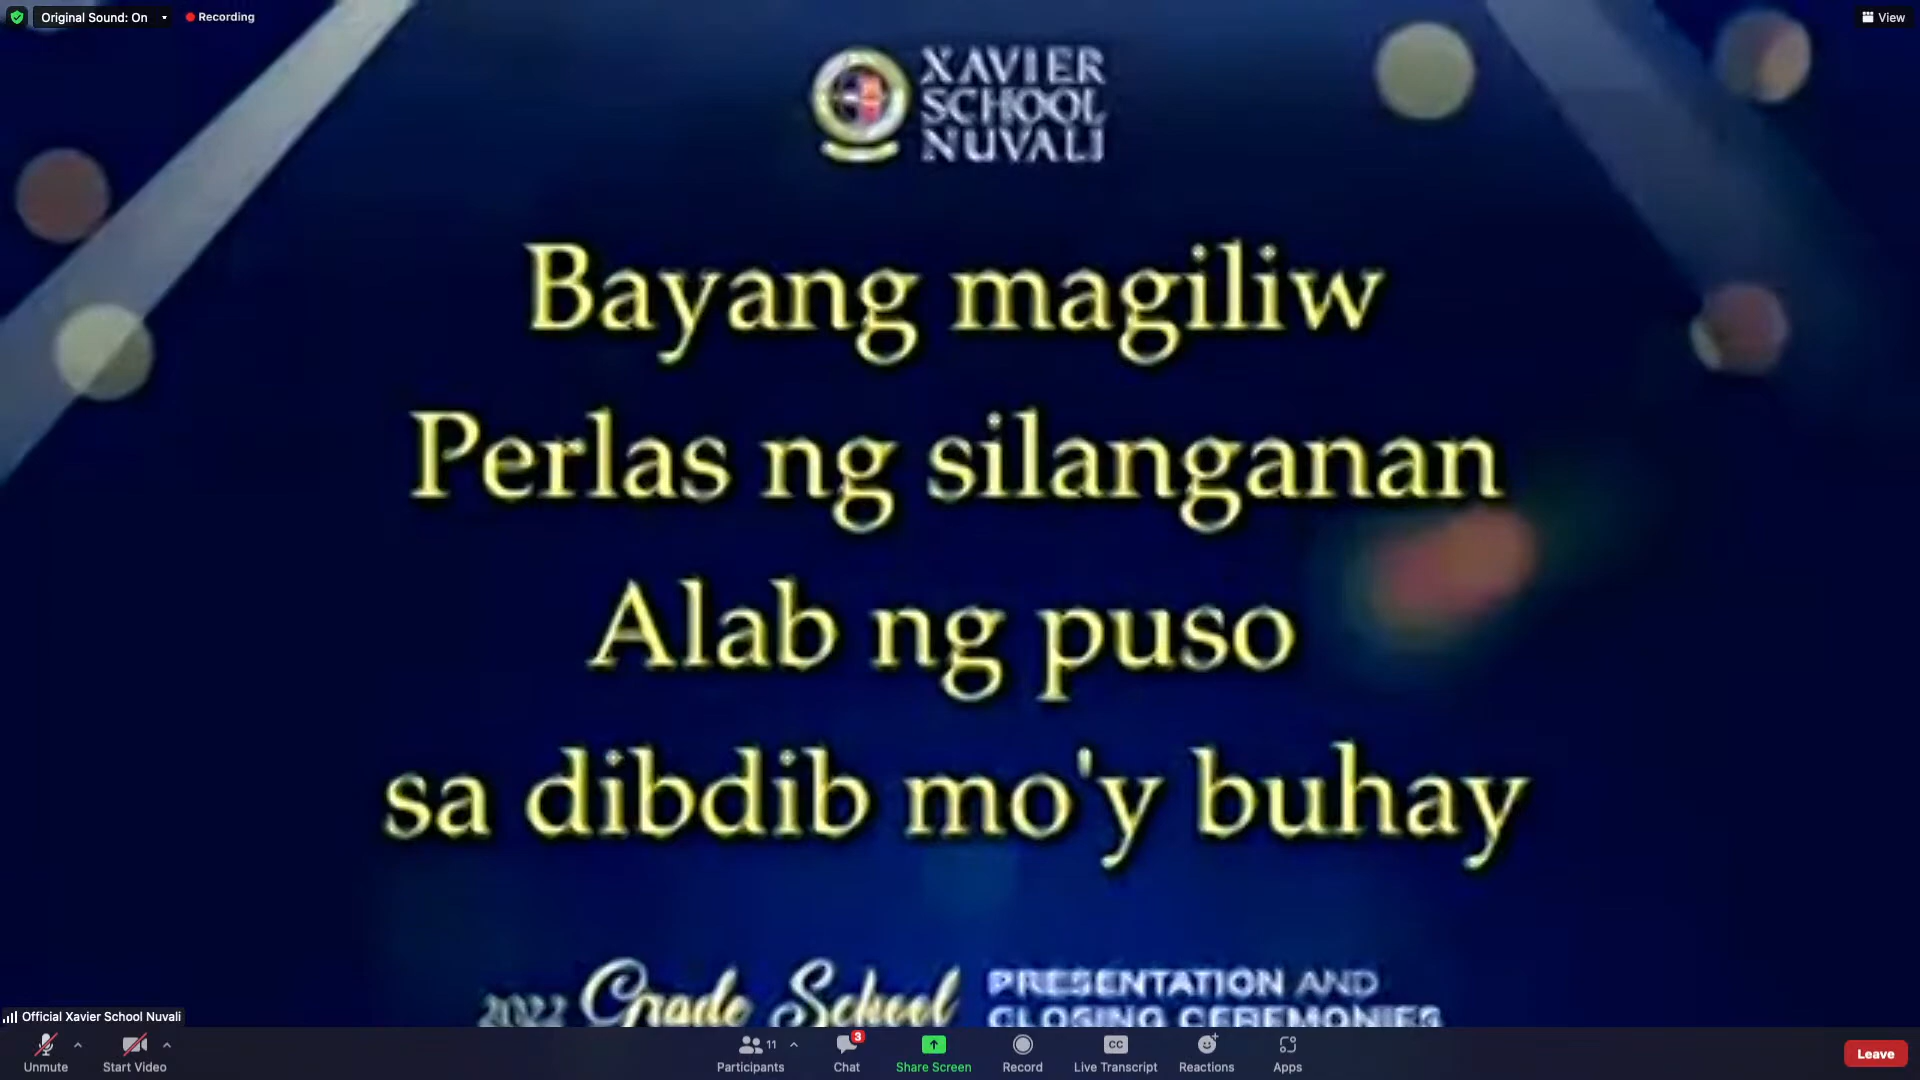 Original Sound: On
Recording
View
XAVIER
SCHOOL
NUVALI
Bayang magiliw
Perlas ng silanganan
Alab ng puso
sa dibdib mo'y buhay
2022 Grade School PRESENTATION AND
CLOSING CEREMONIES
Official Xavier School Nuvali
Unmute
Start Video
Participants 11
Chat 3
Share Screen
Record
CC
Live Transcript
Reactions
Apps
Leave